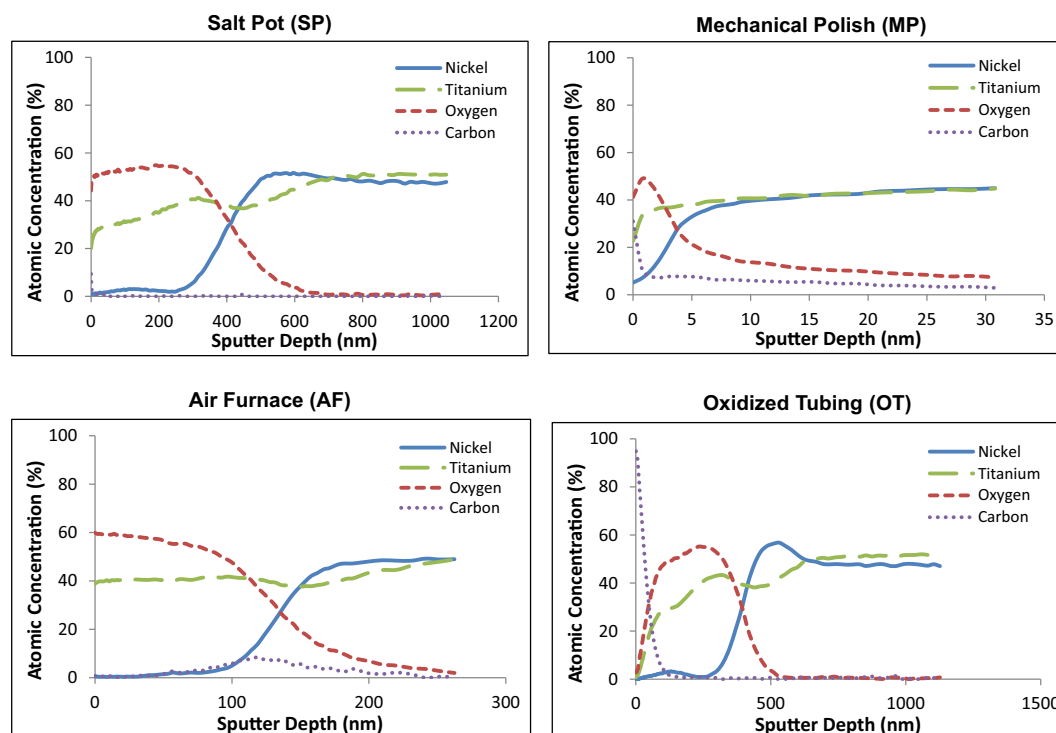 Salt Pot (SP)
Atomic Concentration (%)
100
80
60
40
20
0
Nickel
Titanium
Oxygen
Carbon
0 200 400 600 800 1000 1200
Sputter Depth (nm)
Mechanical Polish (MP)
Atomic Concentration (%)
100
80
60
40
20
0
Nickel
Titanium
Oxygen
Carbon
0 5 10 15 20 25 30 35
Sputter Depth (nm)
Air Furnace (AF)
Atomic Concentration (%)
100
80
60
40
20
0
Nickel
Titanium
Oxygen
Carbon
0 100 200 300
Sputter Depth (nm)
Oxidized Tubing (OT)
Atomic Concentration (%)
100
80
60
40
20
0
Nickel
Titanium
Oxygen
Carbon
0 500 1000 1500
Sputter Depth (nm)